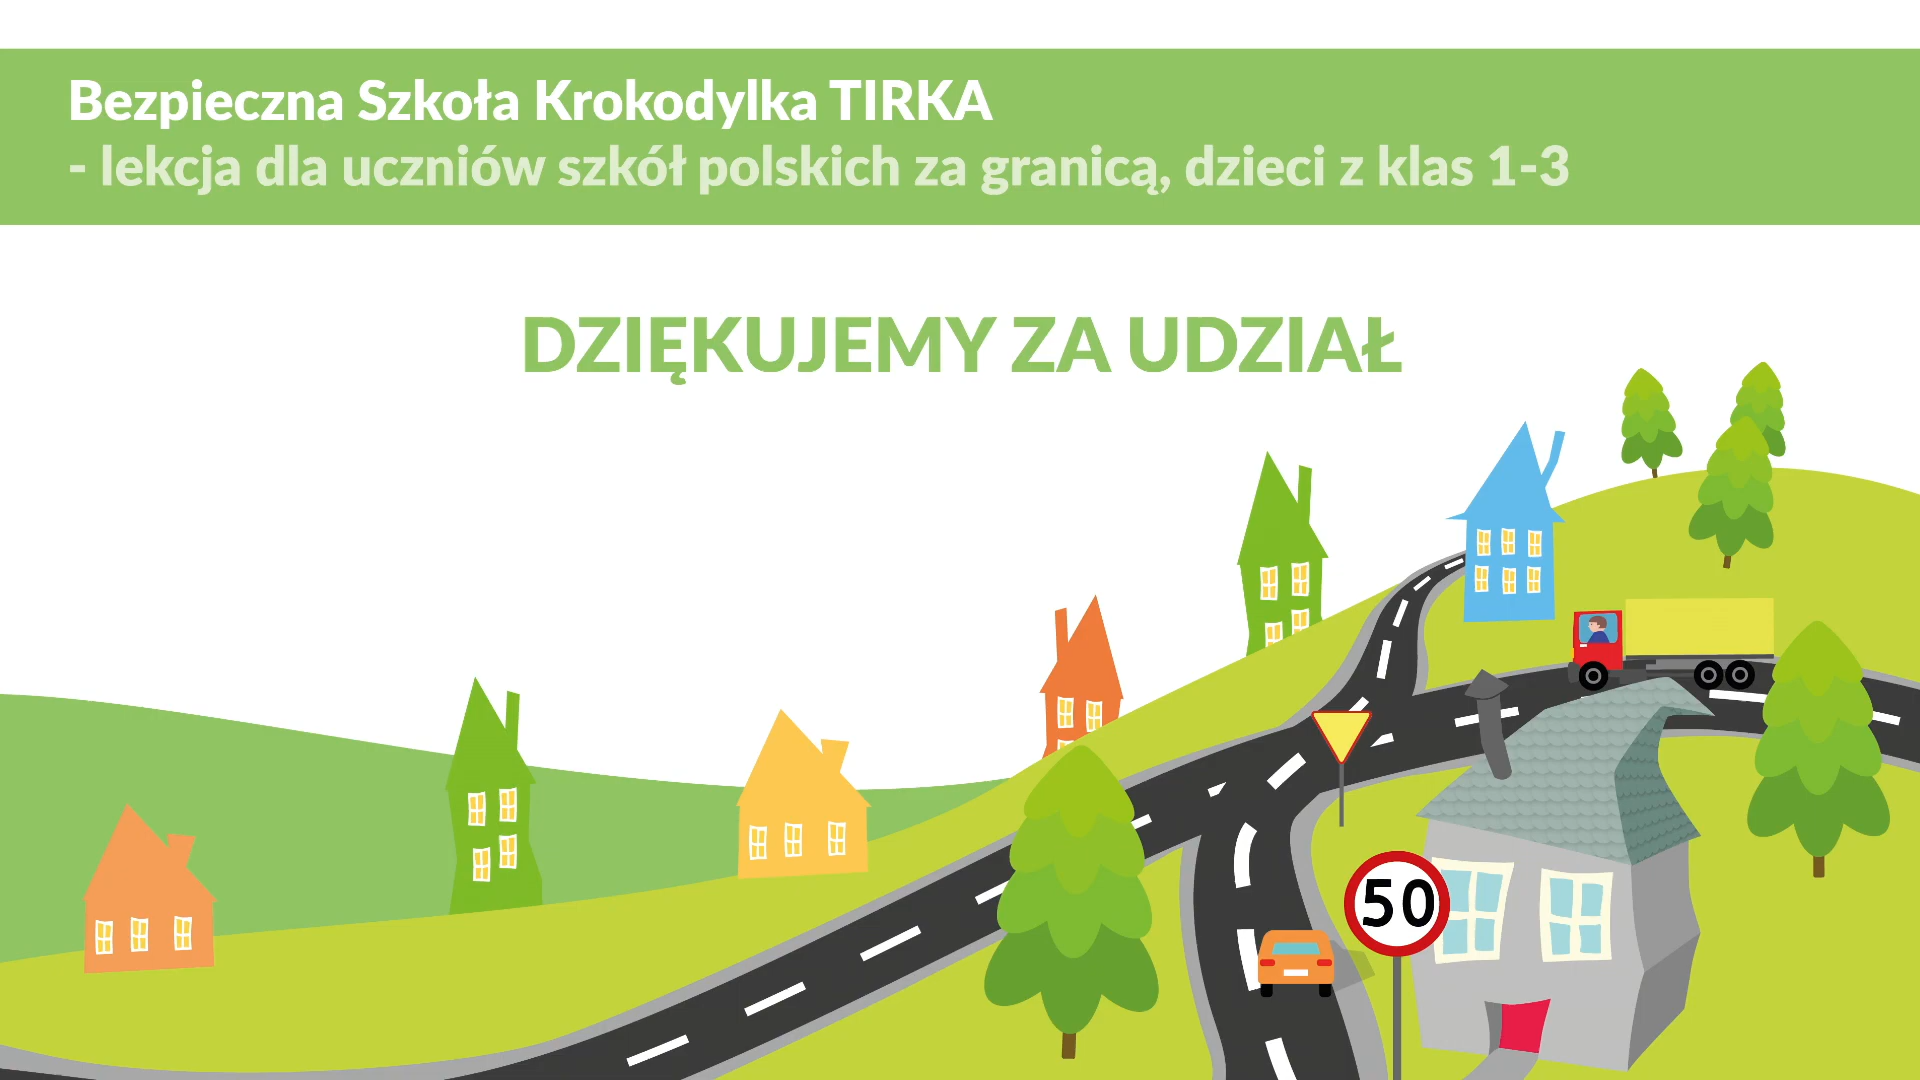 Bezpieczna Szkoła Krokodylka TIRKA
- lekcja dla uczniów szkół polskich za granicą, dzieci z klas 1-3
DZIĘKUJEMY ZA UDZIAŁ
50